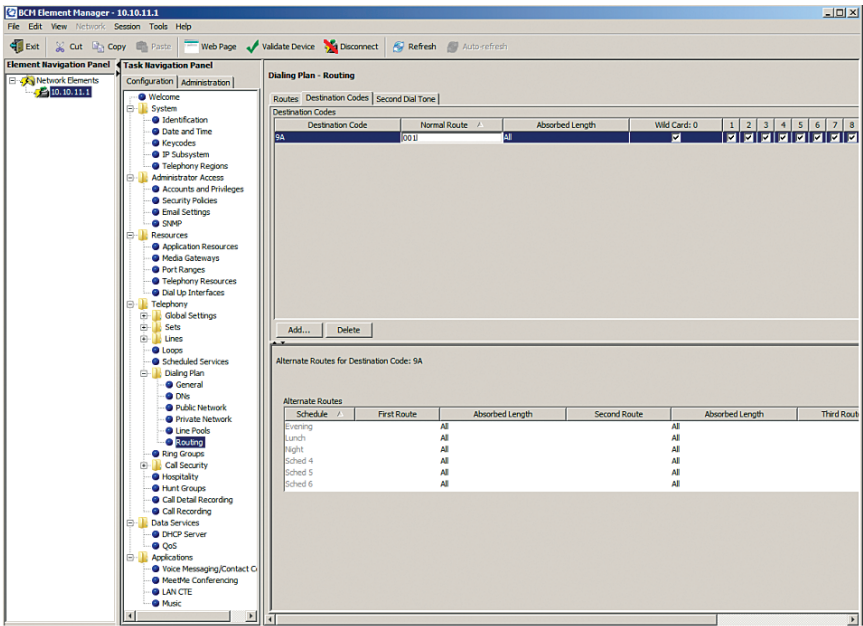 BCM Element Manager - 10.10.11.1
File Edit View Network Session Tools Help
Exit Cut Copy Paste Web Page Validate Device Disconnect Refresh Auto-refresh
Element Navigation Panel
Network Elements
10.10.11.1
Task Navigation Panel
Configuration Administration
Welcome
System
Identification
Date and Time
Keycodes
IP Subsystem
Telephony Regions
Administrator Access
Accounts and Privileges
Security Policies
Email Settings
SNMP
Resources
Application Resources
Media Gateways
Port Ranges
Telephony Resources
Dial Up Interfaces
Telephony
Global Settings
Sets
Lines
Loops
Scheduled Services
Dialing Plan
General
DNs
Public Network
Private Network
Line Pools
Routing
Ring Groups
Call Security
Hospitality
Hunt Groups
Call Detail Recording
Call Recording
Data Services
DHCP Server
QoS
Applications
Voice Messaging/Contact C
MeetMe Conferencing
LAN CTE
Music
Dialing Plan - Routing
Routes Destination Codes Second Dial Tone
Destination Codes
Destination Code Normal Route Absorbed Length Wild Card: 0 1 2 3 4 5 6 7 8
9A 001 All
Add... Delete
Alternate Routes for Destination Code: 9A
Alternate Routes
Schedule First Route Absorbed Length Second Route Absorbed Length Third Rout
Evening All All
Lunch All All
Night All All
Sched 4 All All
Sched 5 All All
Sched 6 All All